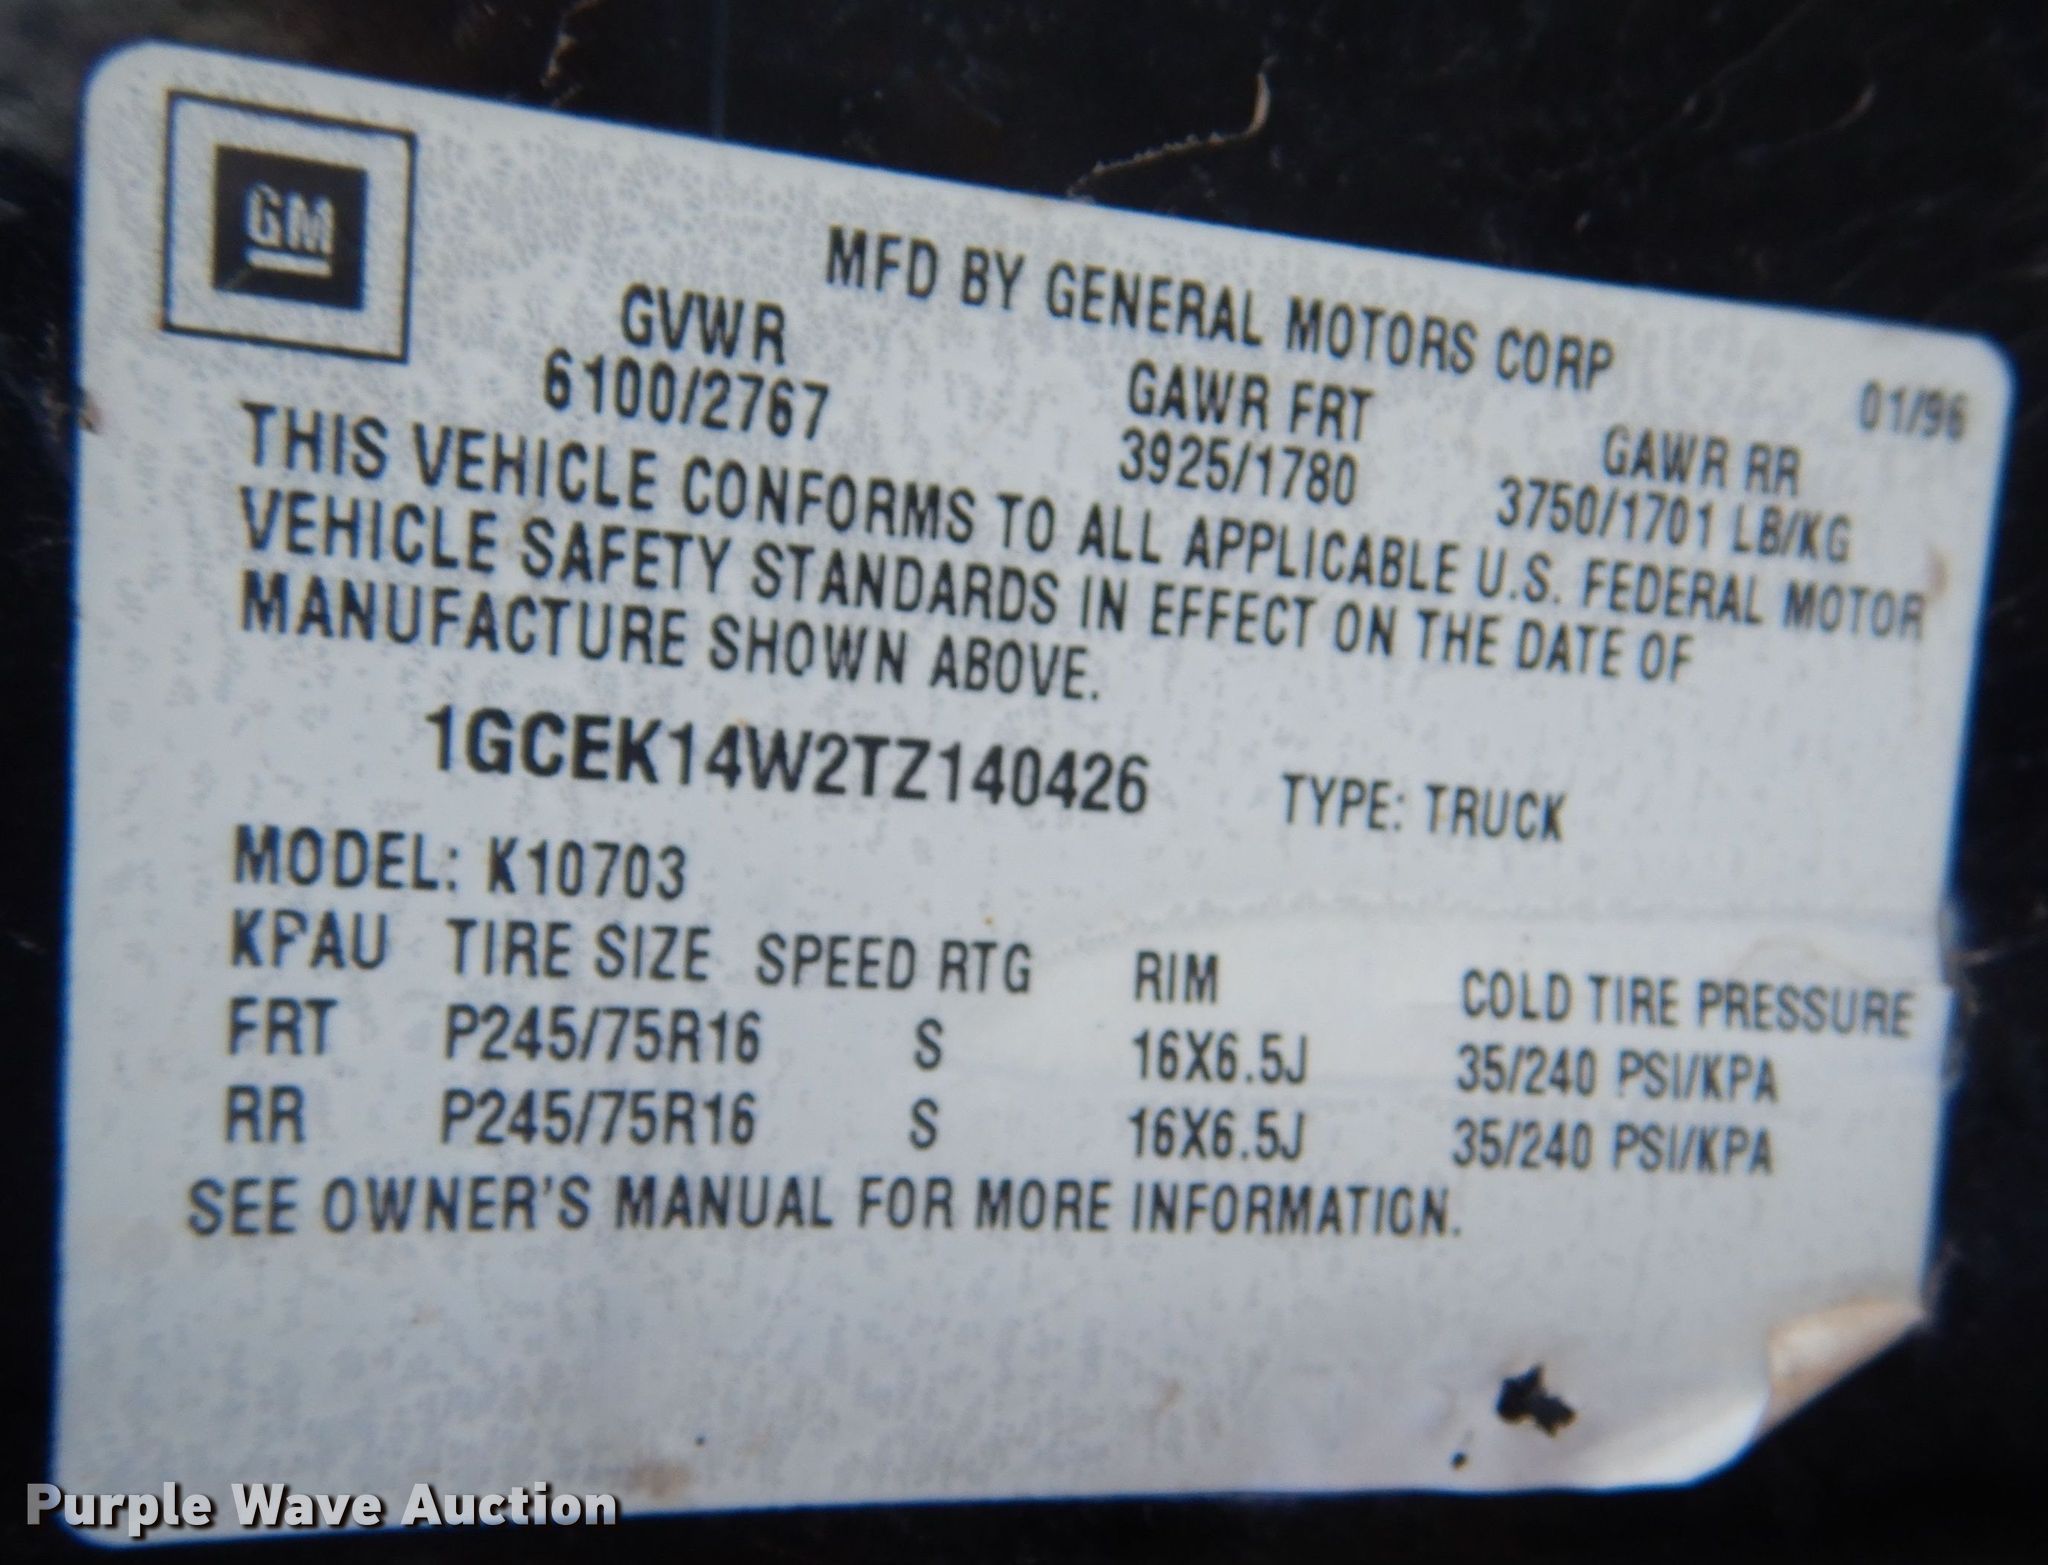 GM
MFD BY GENERAL MOTORS CORP
01/96
GVWR
GAWR FRT
GAWR RR
6100/2767
3925/1780
3750/1701 LB/KG
THIS VEHICLE CONFORMS TO ALL APPLICABLE U.S. FEDERAL MOTOR
VEHICLE SAFETY STANDARDS IN EFFECT ON THE DATE OF
MANUFACTURE SHOWN ABOVE.
1GCEK14W2TZ140426 TYPE: TRUCK
MODEL: K10703
KPAU TIRE SIZE SPEED RTG RIM COLD TIRE PRESSURE
FRT P245/75R16 S 16X6.5J 35/240 PSI/KPA
RR P245/75R16 S 16X6.5J 35/240 PSI/KPA
SEE OWNER'S MANUAL FOR MORE INFORMATION.
Purple Wave Auction